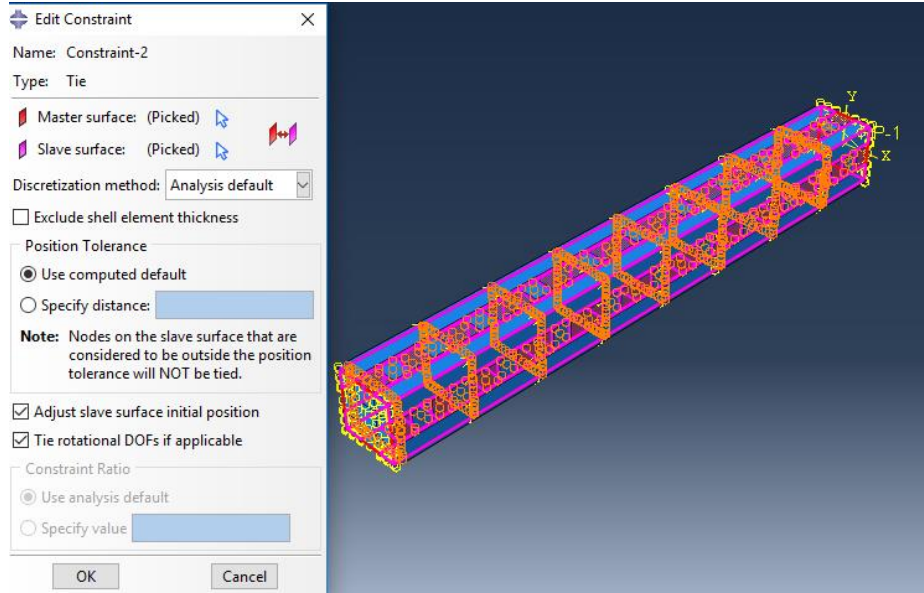 Edit Constraint
Name: Constraint-2
Type: Tie
Master surface: (Picked)
Slave surface: (Picked)
Discretization method: Analysis default
Exclude shell element thickness
Position Tolerance
Use computed default
Specify distance:
Note: Nodes on the slave surface that are
considered to be outside the position
tolerance will NOT be tied.
Adjust slave surface initial position
Tie rotational DOFs if applicable
Constraint Ratio
Use analysis default
Specify value
OK Cancel
Y
X